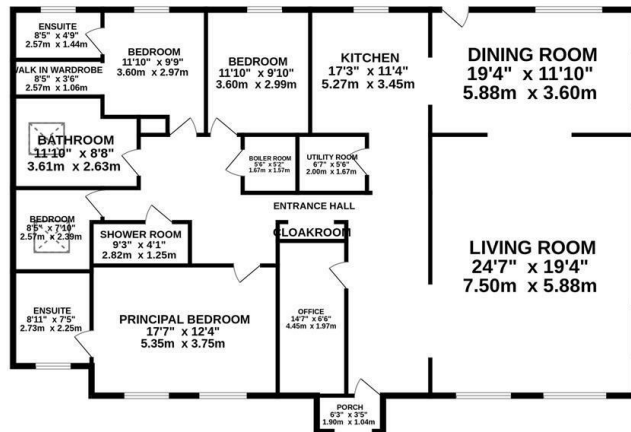 ENSUITE
8'5" x 4'9"
2.57m x 1.44m
WALK IN WARDROBE
8'5" x 3'6"
2.57m x 1.06m
BEDROOM
11'10" x 9'9"
3.60m x 2.97m
BEDROOM
11'10" x 9'10"
3.60m x 2.99m
KITCHEN
17'3" x 11'4"
5.27m x 3.45m
DINING ROOM
19'4" x 11'10"
5.88m x 3.60m
BATHROOM
11'10" x 8'8"
3.61m x 2.63m
BOILER ROOM
5'6" x 5'2"
1.67m x 1.57m
UTILITY ROOM
6'7" x 5'6"
2.00m x 1.67m
BEDROOM
8'5" x 7'10"
2.57m x 2.39m
SHOWER ROOM
9'3" x 4'1"
2.82m x 1.25m
ENTRANCE HALL
CLOAKROOM
LIVING ROOM
24'7" x 19'4"
7.50m x 5.88m
ENSUITE
8'11" x 7'5"
2.73m x 2.25m
PRINCIPAL BEDROOM
17'7" x 12'4"
5.35m x 3.75m
OFFICE
14'7" x 6'6"
4.45m x 1.97m
PORCH
6'3" x 3'5"
1.90m x 1.04m